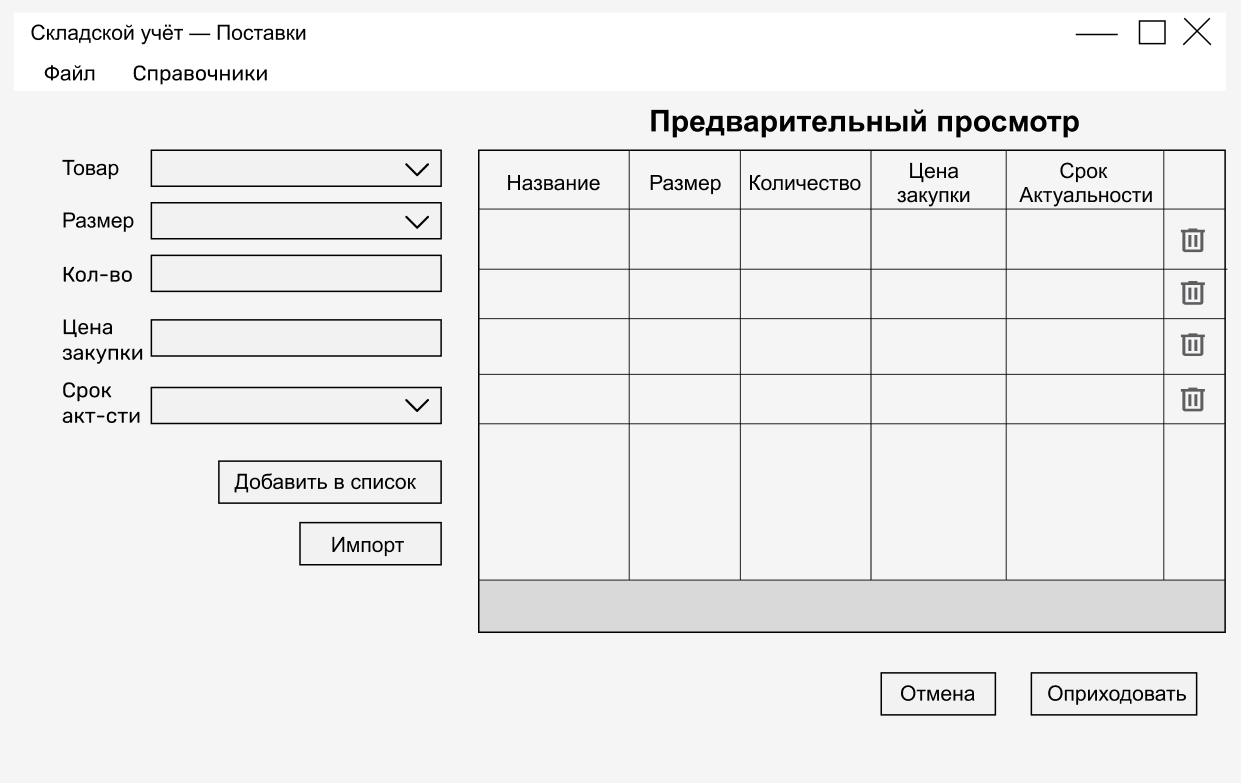 Складской учёт — Поставки
Файл Справочники
Предварительный просмотр
Товар
Размер
Кол-во
Цена
закупки
Срок
акт-сти
Добавить в список
Импорт
Название Размер Количество Цена закупки Срок Актуальности
Отмена Оприходовать